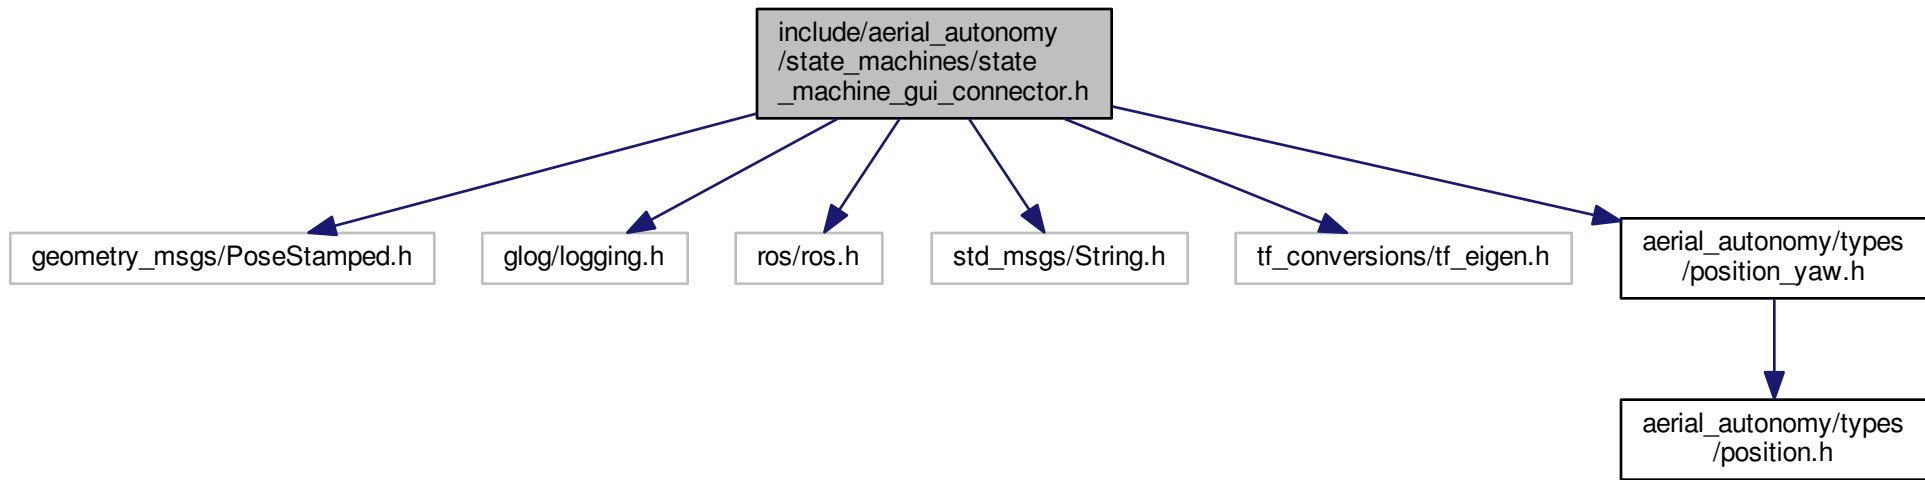 include/aerial_autonomy
/state_machines/state
_machine_gui_connector.h
geometry_msgs/PoseStamped.h
glog/logging.h
ros/ros.h
std_msgs/String.h
tf_conversions/tf_eigen.h
aerial_autonomy/types
/position_yaw.h
aerial_autonomy/types
/position.h